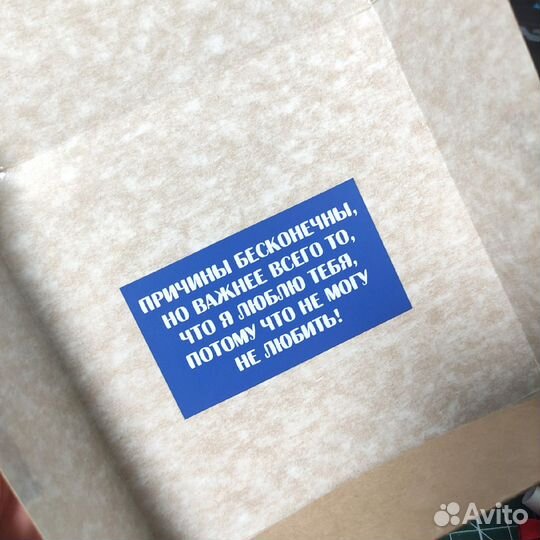 ПРИЧИНЫ БЕСКОНЕЧНЫ,
НО ВАЖНЕЕ ВСЕГО ТО,
ЧТО Я ЛЮБЛЮ ТЕБЯ,
ПОТОМУ ЧТО НЕ МОГУ
НЕ ЛЮБИТЬ!
Avito